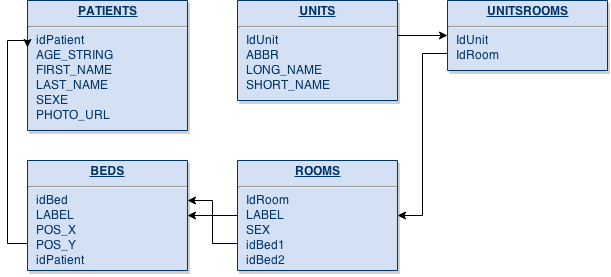 PATIENTS
idPatient
AGE_STRING
FIRST_NAME
LAST_NAME
SEXE
PHOTO_URL
UNITS
IdUnit
ABBR
LONG_NAME
SHORT_NAME
UNITSROOMS
IdUnit
IdRoom
BEDS
idBed
LABEL
POS_X
POS_Y
idPatient
ROOMS
IdRoom
LABEL
SEX
idBed1
idBed2